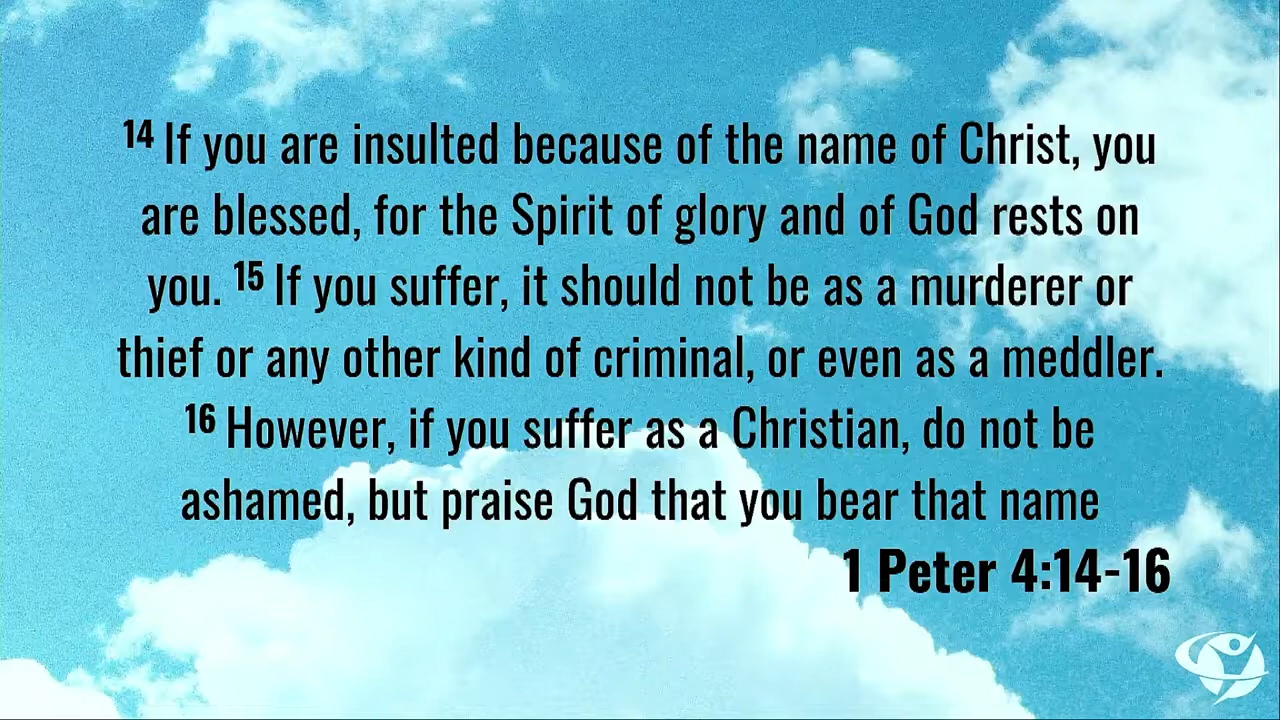 14 If you are insulted because of the name of Christ, you
are blessed, for the Spirit of glory and of God rests on
you. 15 If you suffer, it should not be as a murderer or
thief or any other kind of criminal, or even as a meddler.
16 However, if you suffer as a Christian, do not be
ashamed, but praise God that you bear that name
1 Peter 4:14-16